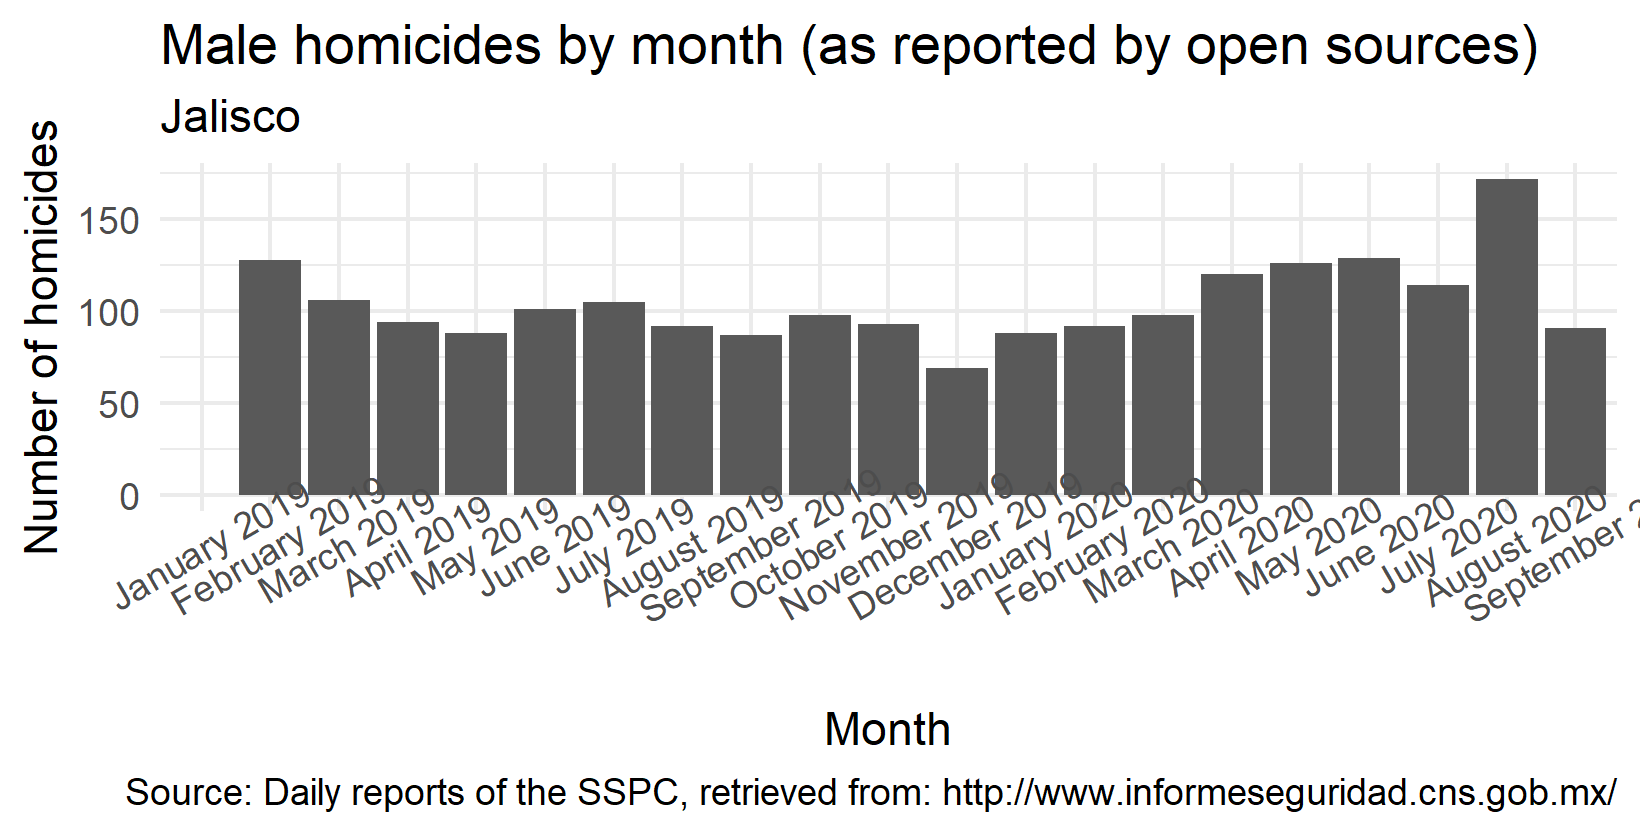 Male homicides by month (as reported by open sources)
Jalisco
Number of homicides
150
100
50
0
January 2019
February 2019
March 2019
April 2019
May 2019
June 2019
July 2019
August 2019
September 2019
October 2019
November 2019
December 2019
January 2020
February 2020
March 2020
April 2020
May 2020
June 2020
July 2020
August 2020
September 2
Month
Source: Daily reports of the SSPC, retrieved from: http://www.informeseguridad.cns.gob.mx/